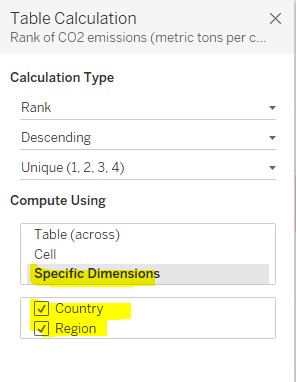 Table Calculation
Rank of CO2 emissions (metric tons per c...
Calculation Type
Rank
Descending
Unique (1, 2, 3, 4)
Compute Using
Table (across)
Cell
Specific Dimensions
Country
Region